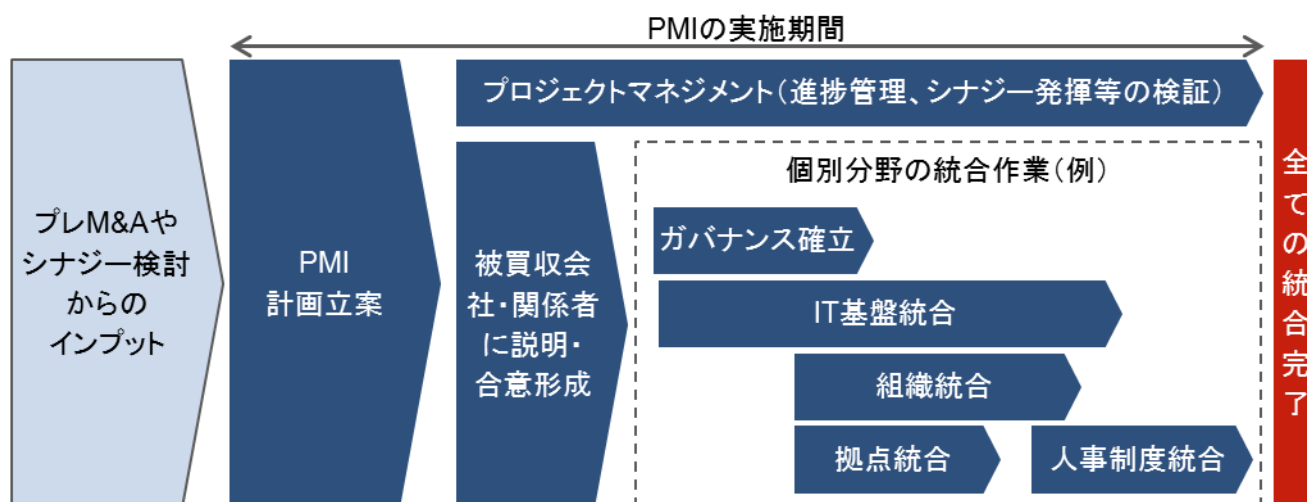 PMIの実施期間
プレM&Aや
シナジー検討
からの
インプット
PMI
計画立案
プロジェクトマネジメント（進捗管理、シナジー発揮等の検証）
被買収会
社・関係者
に説明・
合意形成
個別分野の統合作業（例）
ガバナンス確立
IT基盤統合
組織統合
拠点統合
人事制度統合
全ての統合完了